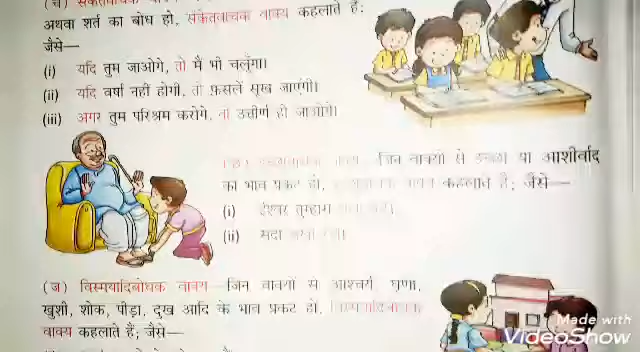 (च) संकेतवाचक वाक्य
अथवा शर्त का बोध हो, संकेतवाचक वाक्य कहलाते हैं;
जैसे—
(i) यदि तुम जाओगे, तो मैं भी चलूँगा।
(ii) यदि वर्षा नहीं होगी, तो फ़सलें सूख जाएंगी।
(iii) अगर तुम परिश्रम करोगे, तो उत्तीर्ण हो जाओगे।
जिन वाक्यों से इच्छा या आशीर्वाद
का भाव प्रकट हो, वाक्य कहलाते हैं; जैसे—
(i) ईश्वर तुम्हारा
(ii) सदा
(ज) विस्मयादिबोधक वाक्य—जिन वाक्यों से आश्चर्य, घृणा,
खुशी, शोक, पीड़ा, दुख आदि के भाव प्रकट हो, विस्मयादिबोधक
वाक्य कहलाते हैं; जैसे—
Made with
VideoShow